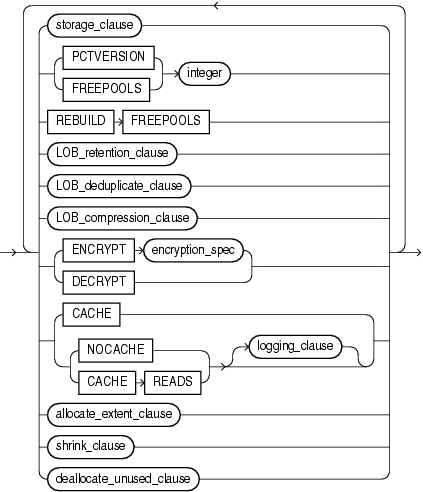 storage_clause
PCTVERSION
integer
FREEPOOLS
REBUILD FREEPOOLS
LOB_retention_clause
LOB_deduplicate_clause
LOB_compression_clause
ENCRYPT encryption_spec
DECRYPT
CACHE
NOCACHE logging_clause
CACHE READS
allocate_extent_clause
shrink_clause
deallocate_unused_clause